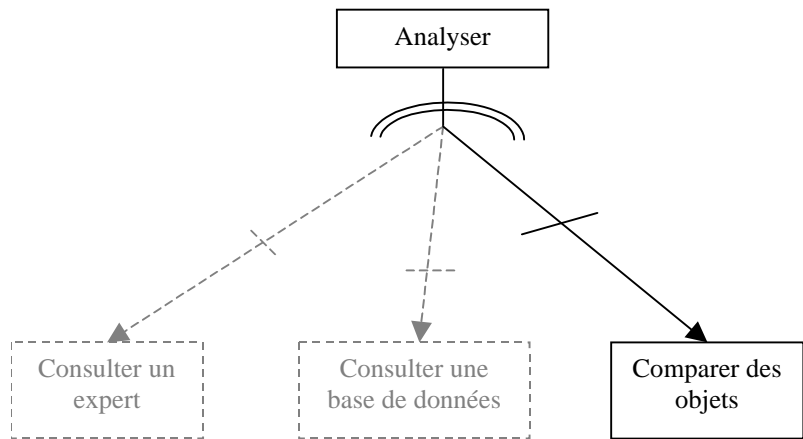 Analyser
Consulter un
expert
Consulter une
base de données
Comparer des
objets